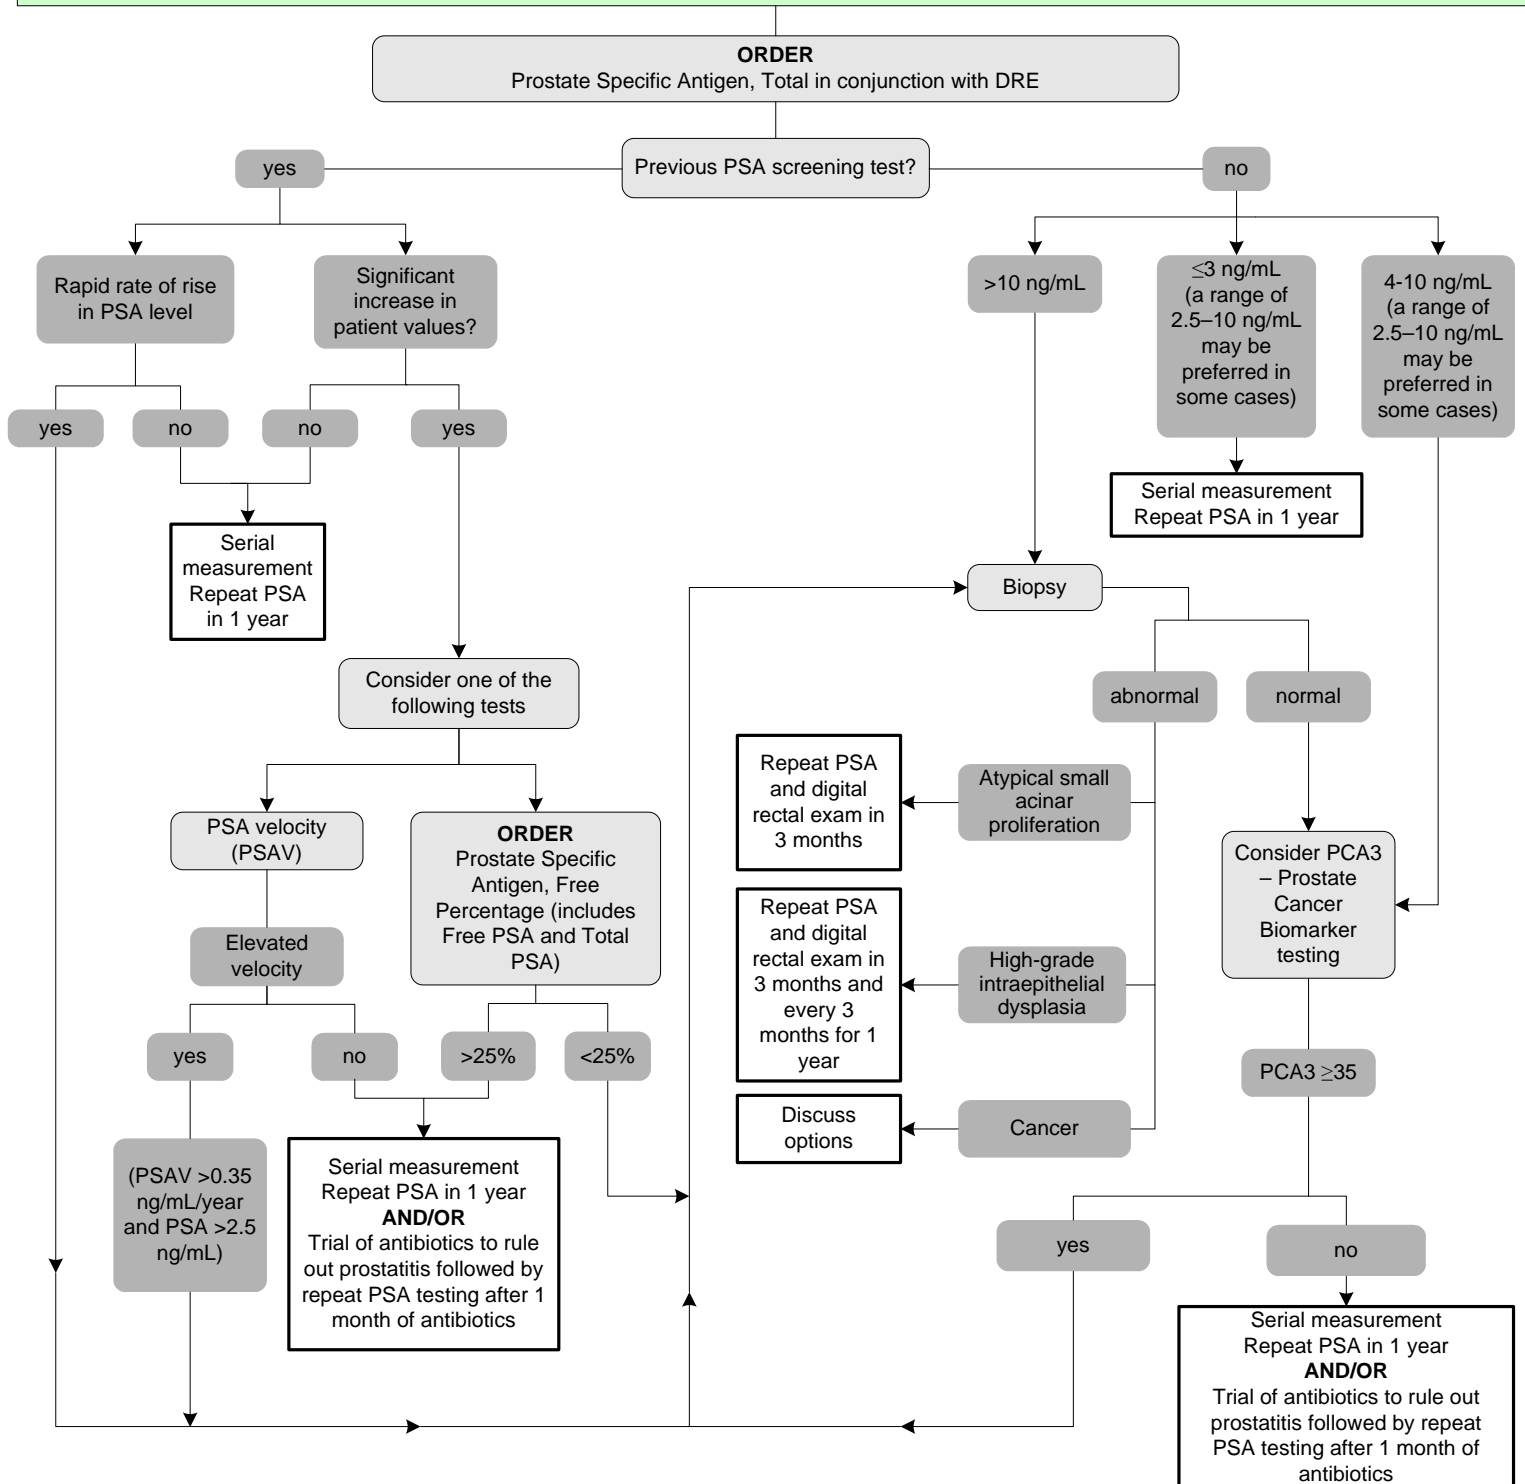 ORDER
Prostate Specific Antigen, Total in conjunction with DRE
Previous PSA screening test?
yes
no
Rapid rate of rise
in PSA level
Significant
increase in
patient values?
>10 ng/mL
≤3 ng/mL
(a range of
2.5–10 ng/mL
may be
preferred in
some cases)
4-10 ng/mL
(a range of
2.5–10 ng/mL
may be
preferred in
some cases)
yes
no
no
yes
Serial measurement
Repeat PSA in 1 year
Serial
measurement
Repeat PSA
in 1 year
Biopsy
Consider one of the
following tests
abnormal
normal
Repeat PSA
and digital
rectal exam in
3 months
Atypical small
acinar
proliferation
PSA velocity
(PSAV)
ORDER
Prostate Specific
Antigen, Free
Percentage (includes
Free PSA and Total
PSA)
Consider PCA3
– Prostate
Cancer
Biomarker
testing
Repeat PSA
and digital
rectal exam in
3 months and
every 3
months for 1
year
High-grade
intraepithelial
dysplasia
Elevated
velocity
yes
no
>25%
<25%
PCA3 ≥35
Discuss
options
Cancer
(PSAV >0.35
ng/mL/year
and PSA >2.5
ng/mL)
Serial measurement
Repeat PSA in 1 year
AND/OR
Trial of antibiotics to rule
out prostatitis followed by
repeat PSA testing after 1
month of antibiotics
yes
no
Serial measurement
Repeat PSA in 1 year
AND/OR
Trial of antibiotics to rule out
prostatitis followed by repeat
PSA testing after 1 month of
antibiotics